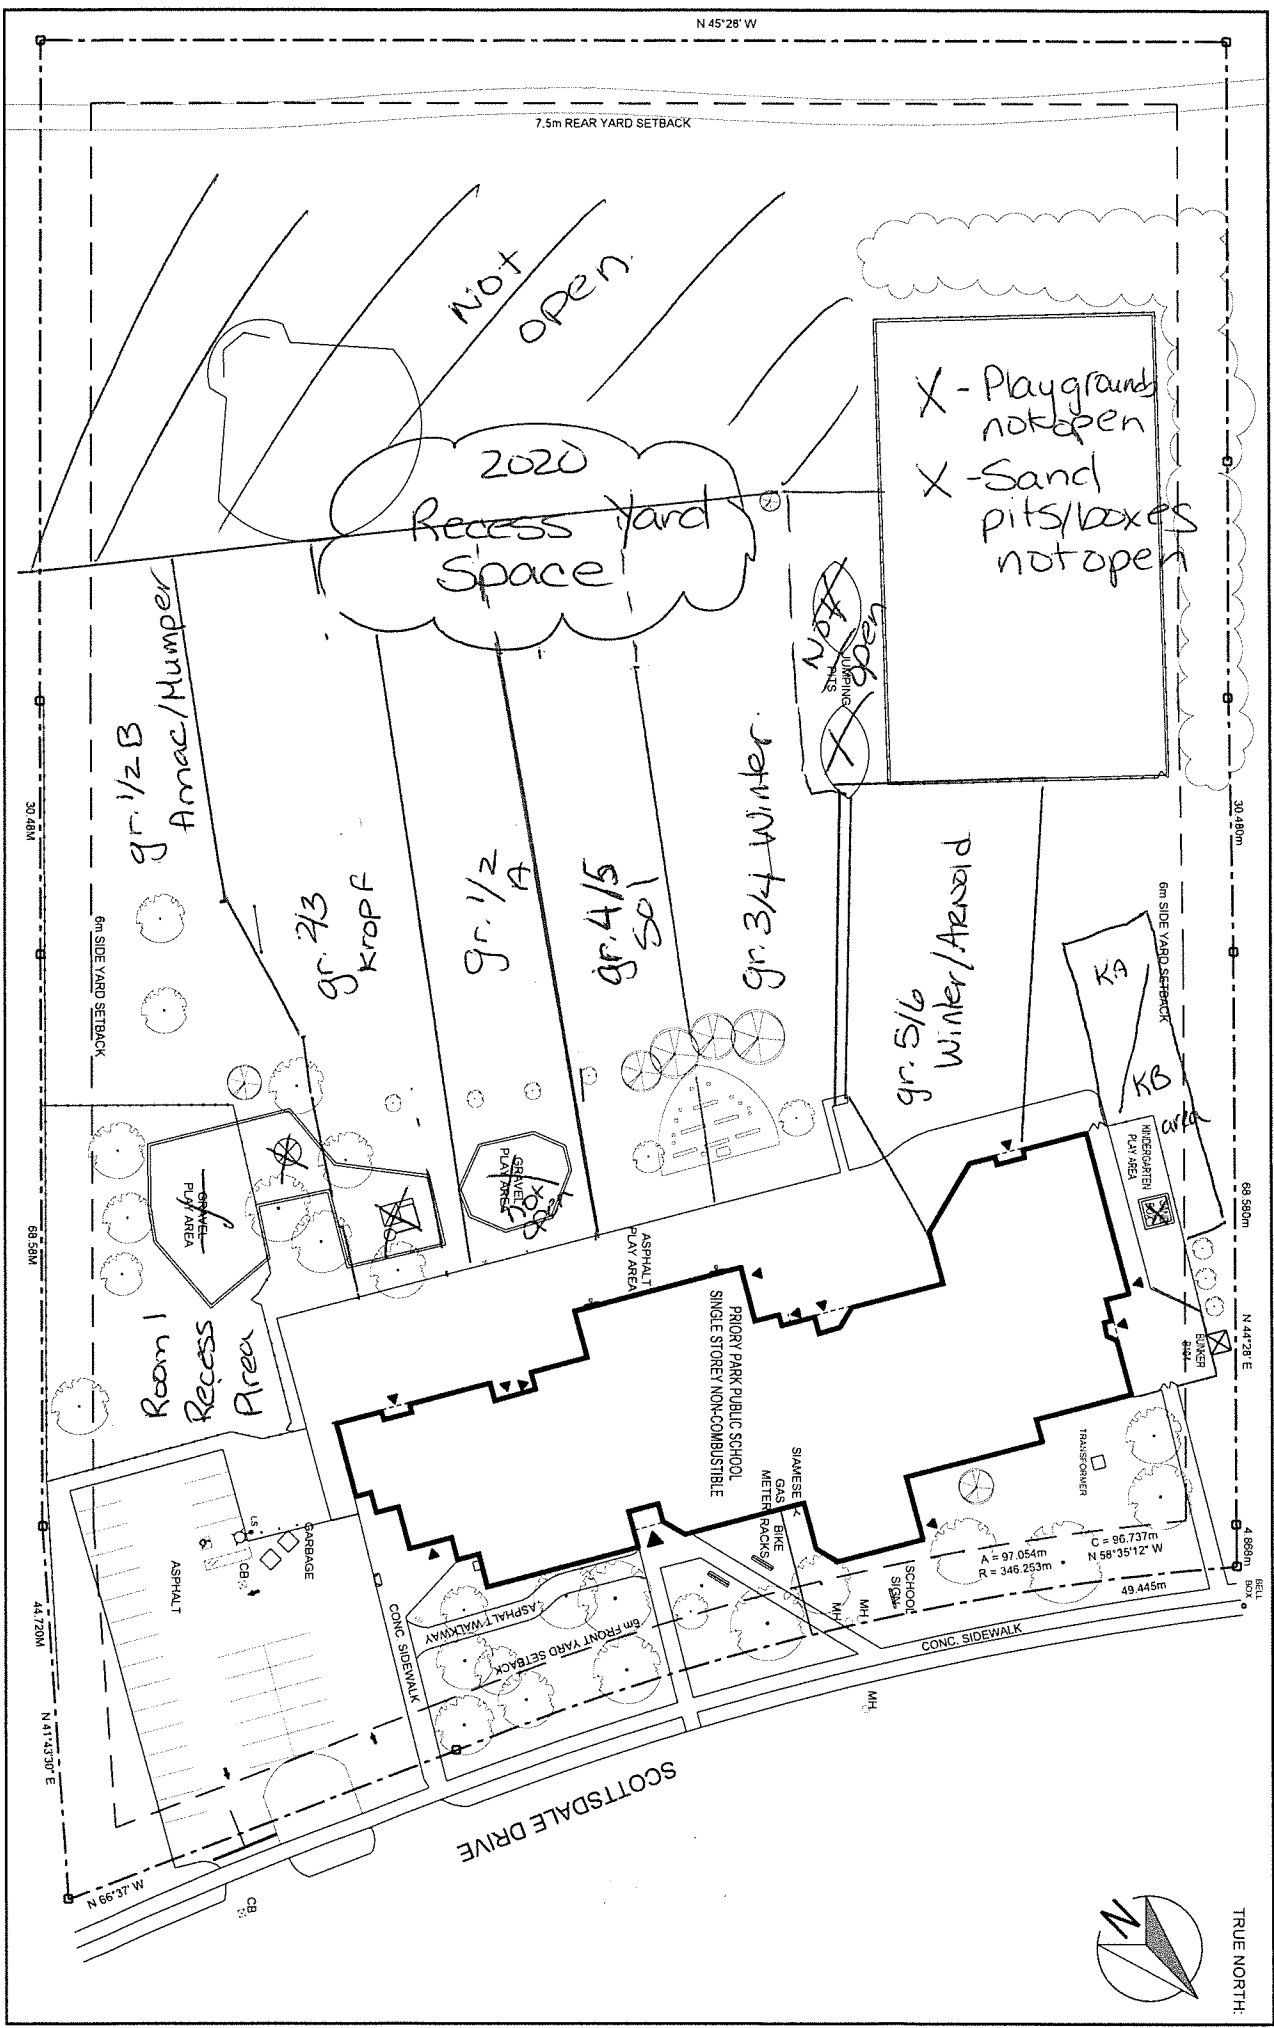 N 45°28' W
7.5m REAR YARD SETBACK
Not
open.
X - Playgrounds
not open
X - Sand
pits/boxes
not open
2020
Recess Yard
Space
Not
open
JUMPING
PITS
gr. 1/2 B
Amac/Mumper
gr. 2/3
Kropf
gr. 1/2
A
gr. 4/5
Sol
gr. 3/4 Winter.
gr. 5/6
Winter/Arnold
KA
KB
area
30.48M
30.480m
6m SIDE YARD SETBACK
6m SIDE YARD SETBACK
KINDERGARTEN
PLAY AREA
GRAVEL
PLAY AREA
GRAVEL
PLAY AREA
ASPHALT
PLAY AREA
68.58M
68.580m
N 44°28' E
BUNKER
Room 1
Recess
Area
PRIORY PARK PUBLIC SCHOOL
SINGLE STOREY NON-COMBUSTIBLE
SIAMESE
GAS
METER
BIKE
RACKS
TRANSFORMER
GARBAGE
LS
CB
ASPHALT
CONC. SIDEWALK
ASPHALT WALKWAY
6m FRONT YARD SETBACK
SCHOOL
SIGN
MH
MH
MH
A = 97.054m
R = 346.253m
C = 96.737m
N 58°35'12" W
49.445m
4.868m
BELL
BOX
CONC. SIDEWALK
44.720M
N 41°43'30" E
N 66°37' W
CB
SCOTTSDALE DRIVE
N
TRUE NORTH: